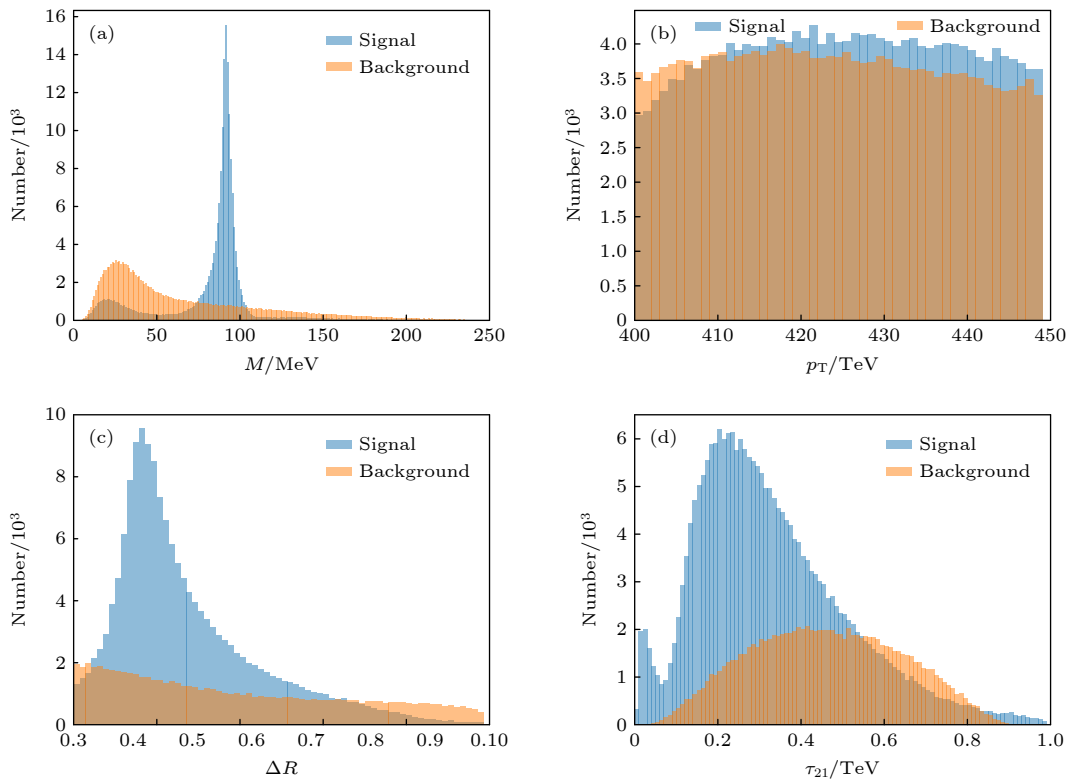 (a)
Signal
Background
Number/10³
16
14
12
10
8
6
4
2
0
0 50 100 150 200 250
M/MeV
(b)
Signal Background
Number/10³
4.0
3.5
3.0
2.5
2.0
1.5
1.0
0.5
0
400 410 420 430 440 450
p_T/TeV
(c)
Signal
Background
Number/10³
10
8
6
4
2
0
0.3 0.4 0.5 0.6 0.7 0.8 0.9 0.10
ΔR
(d)
Signal
Background
Number/10³
6
5
4
3
2
1
0
0 0.2 0.4 0.6 0.8 1.0
τ₂₁/TeV